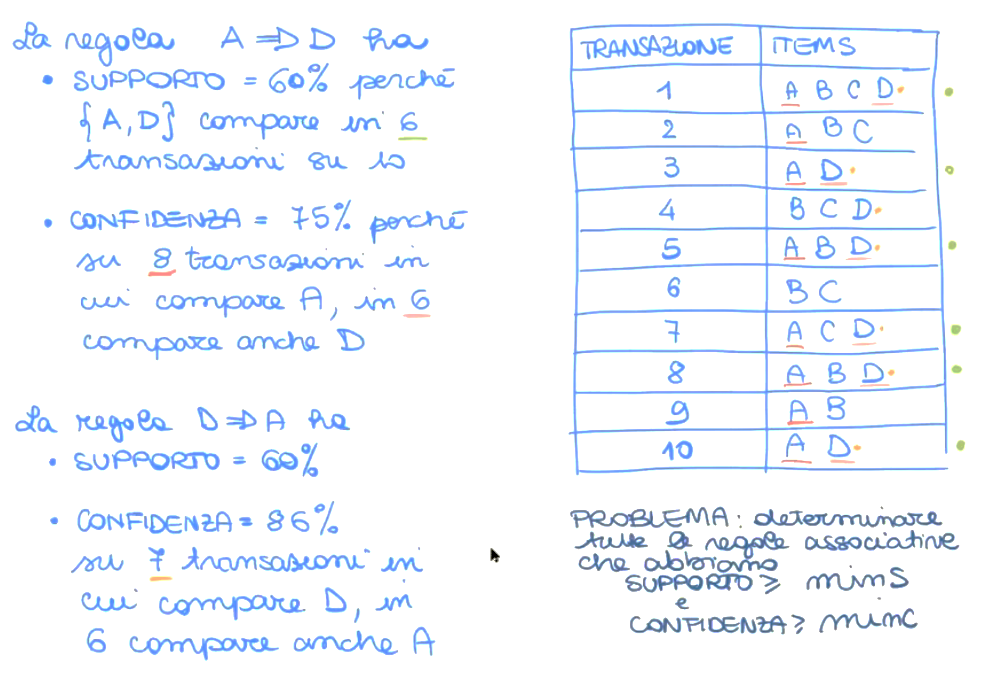 La regola A ⇒ D ha
• SUPPORTO = 60% perché
{A,D} compare in 6
transazioni su 10
• CONFIDENZA = 75% perché
su 8 transazioni in
cui compare A, in 6
compare anche D
La regola D ⇒ A ha
• SUPPORTO = 60%
• CONFIDENZA = 86%
su 7 transazioni in
cui compare D, in
6 compare anche A
TRANSAZIONE ITEMS
1 A B C D
2 A B C
3 A D
4 B C D
5 A B D
6 B C
7 A C D
8 A B D
9 A B
10 A D
PROBLEMA: determinare
tutte le regole associative
che abbiamo
SUPPORTO ≥ minS
e
CONFIDENZA ≥ minC